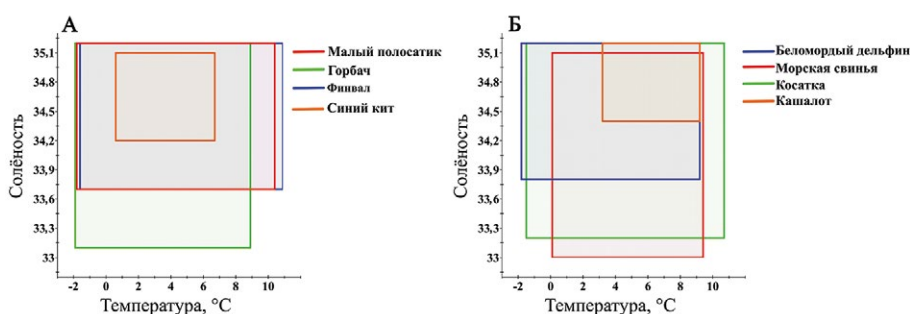 А
35,1
34,8
34,5
34,2
33,9
33,6
33,3
33
Солёность
-2 0 2 4 6 8 10
Температура, °C
Малый полосатик
Горбач
Финвал
Синий кит
Б
35,1
34,8
34,5
34,2
33,9
33,6
33,3
33
Солёность
-2 0 2 4 6 8 10
Температура, °C
Беломордый дельфин
Морская свинья
Косатка
Кашалот